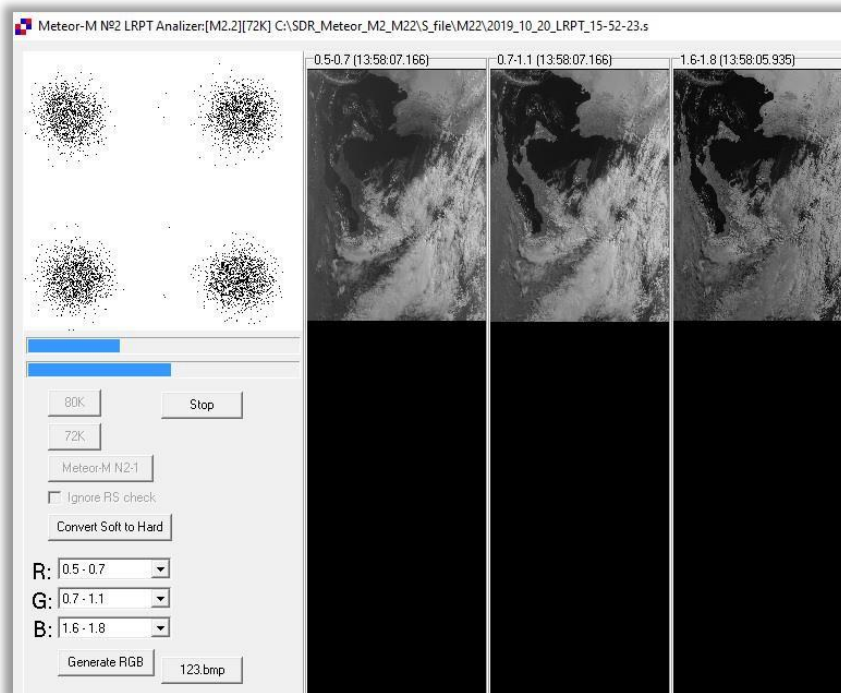 Meteor-M №2 LRPT Analizer:[M2.2][72K] C:\SDR_Meteor_M2_M22\S_file\M22\2019_10_20_LRPT_15-52-23.s
0.5-0.7 (13:58:07.166)
0.7-1.1 (13:58:07.166)
1.6-1.8 (13:58:05.935)
80K
Stop
72K
Meteor-M N2-1
Ignore RS check
Convert Soft to Hard
R: 0.5 - 0.7
G: 0.7 - 1.1
B: 1.6 - 1.8
Generate RGB
123.bmp